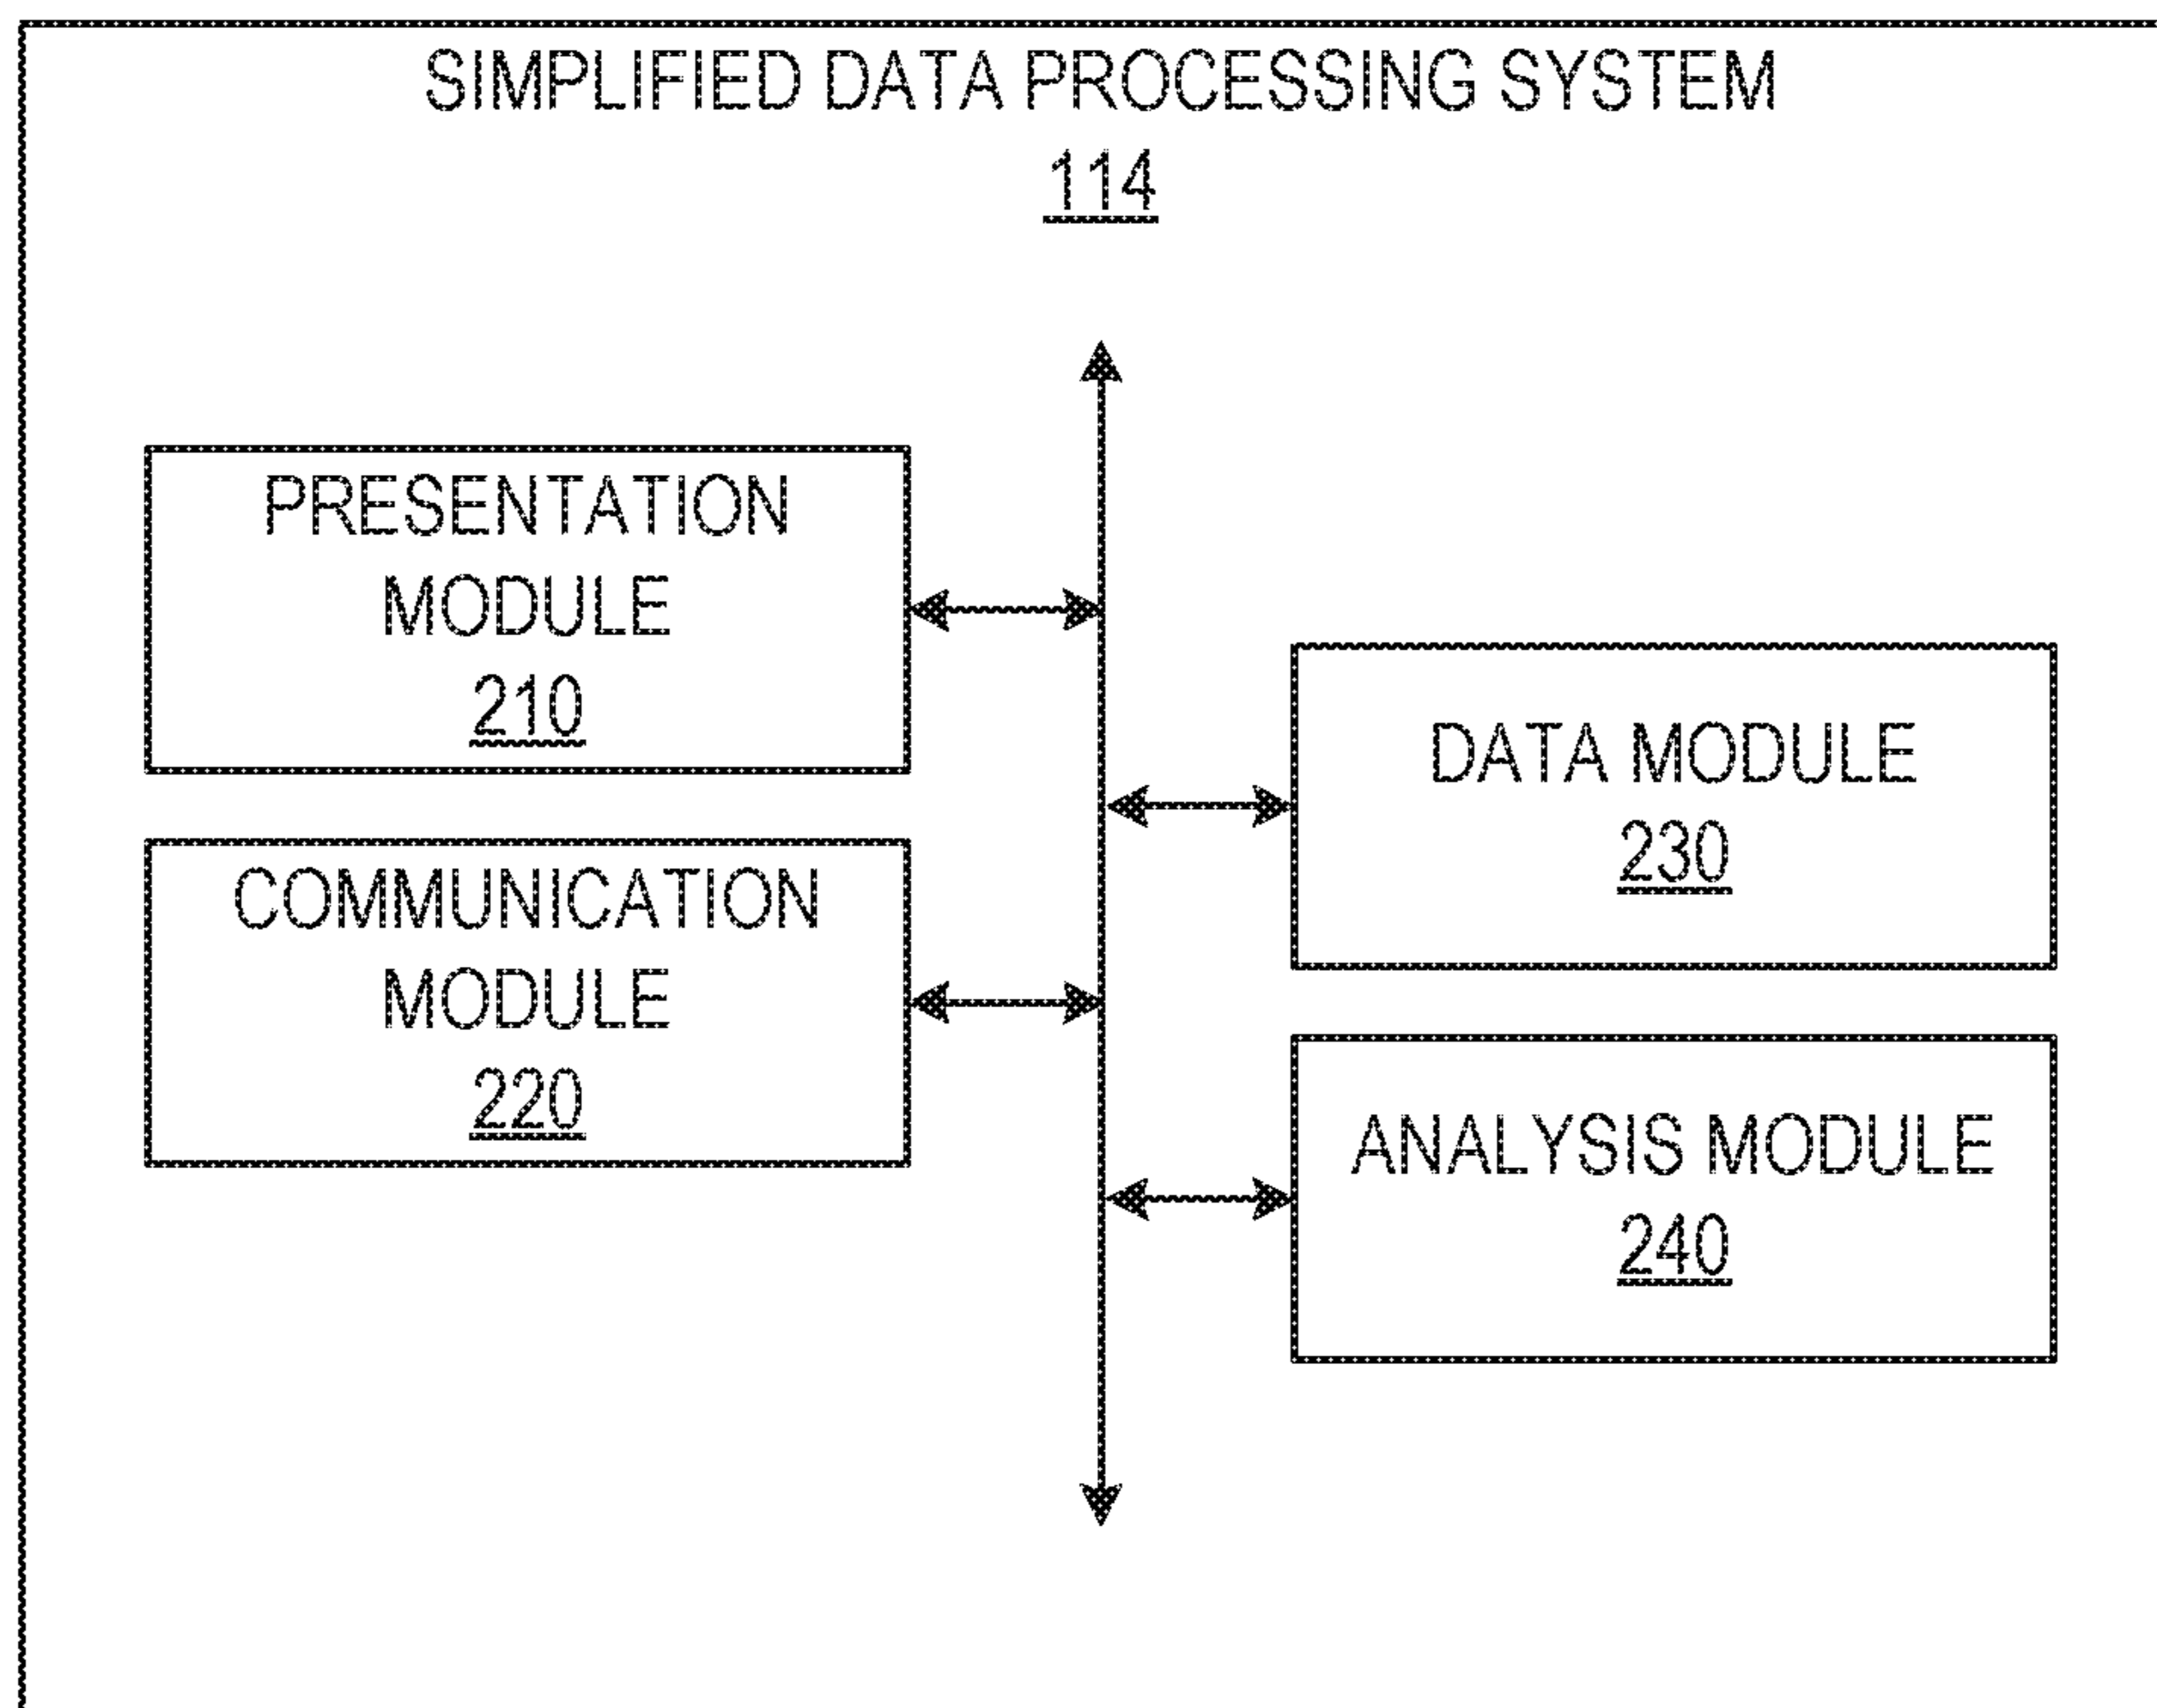 SIMPLIFIED DATA PROCESSING SYSTEM
114
PRESENTATION
MODULE
210
COMMUNICATION
MODULE
220
DATA MODULE
230
ANALYSIS MODULE
240